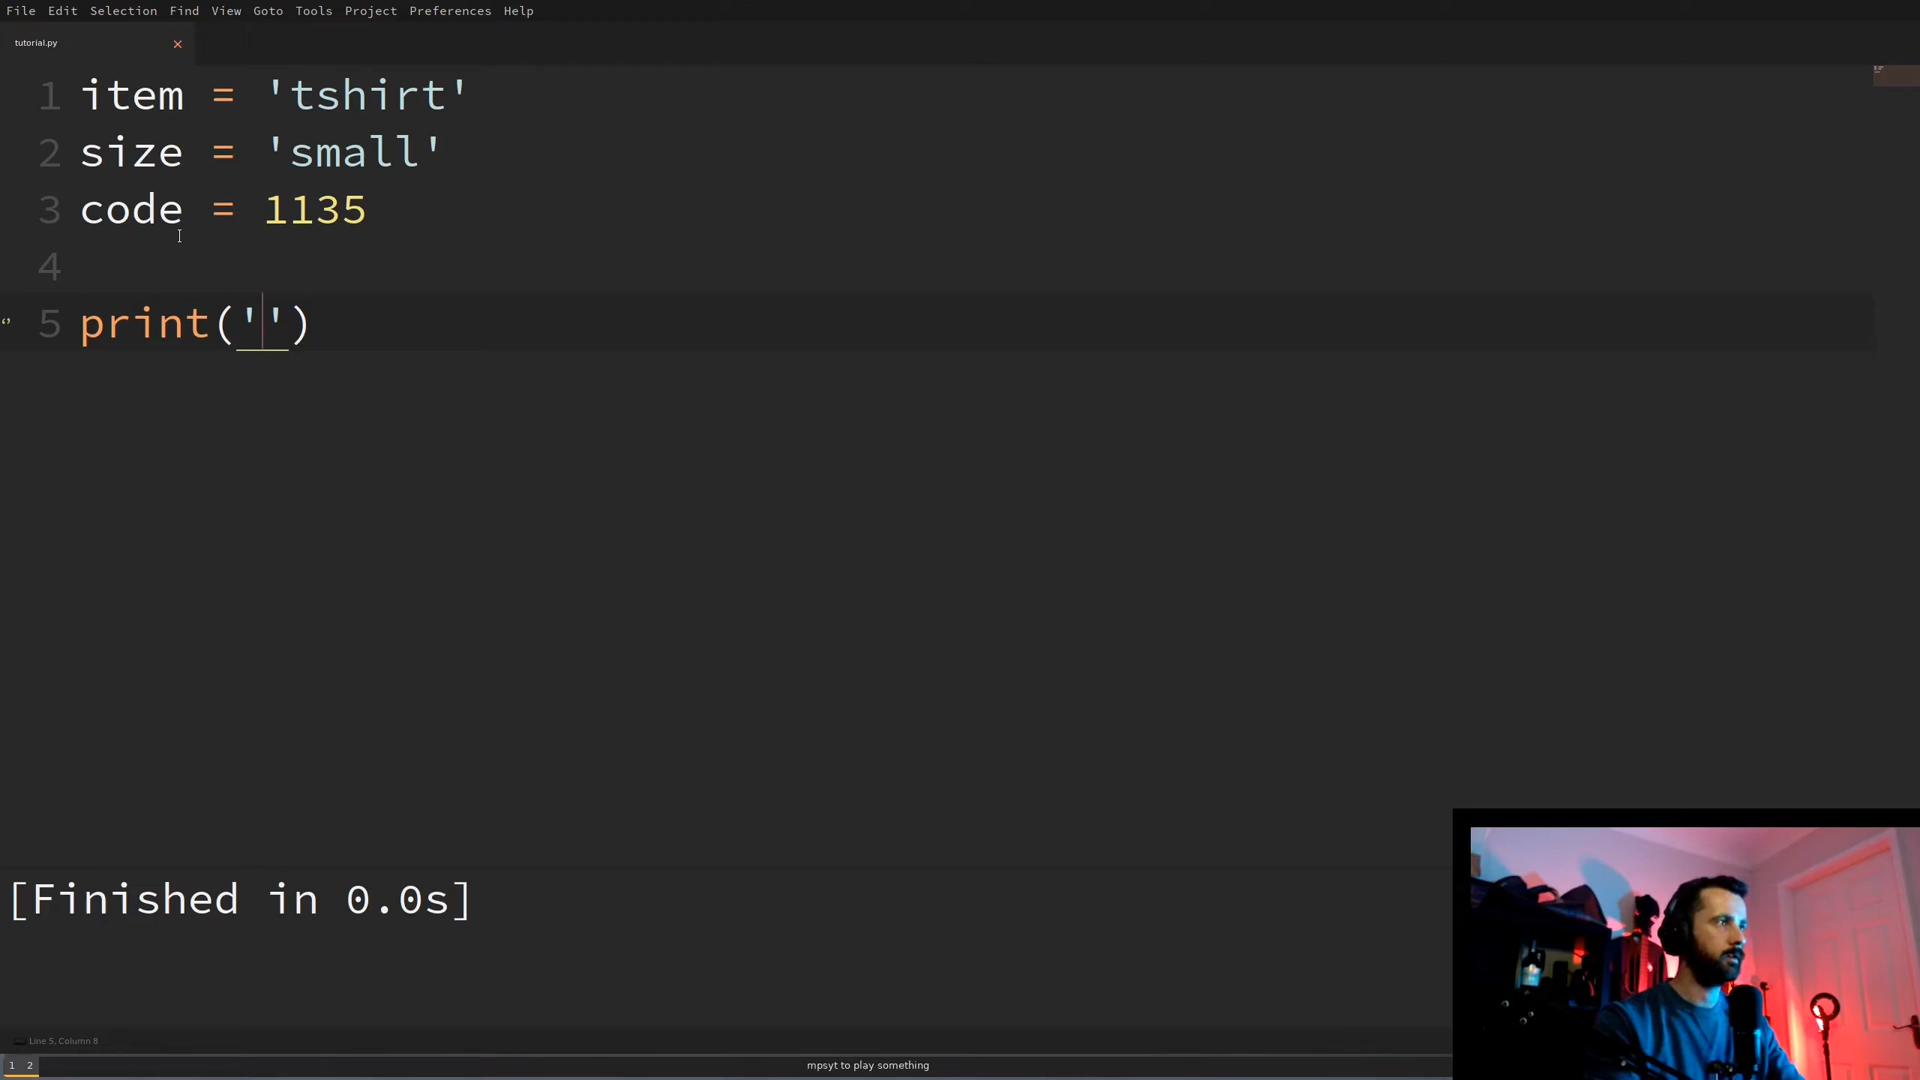 File Edit Selection Find View Goto Tools Project Preferences Help
tutorial.py ×
1 item = 'tshirt'
2 size = 'small'
3 code = 1135
4
5 print('')
[Finished in 0.0s]
Line 5, Column 8
1 2 mpsyt to play something